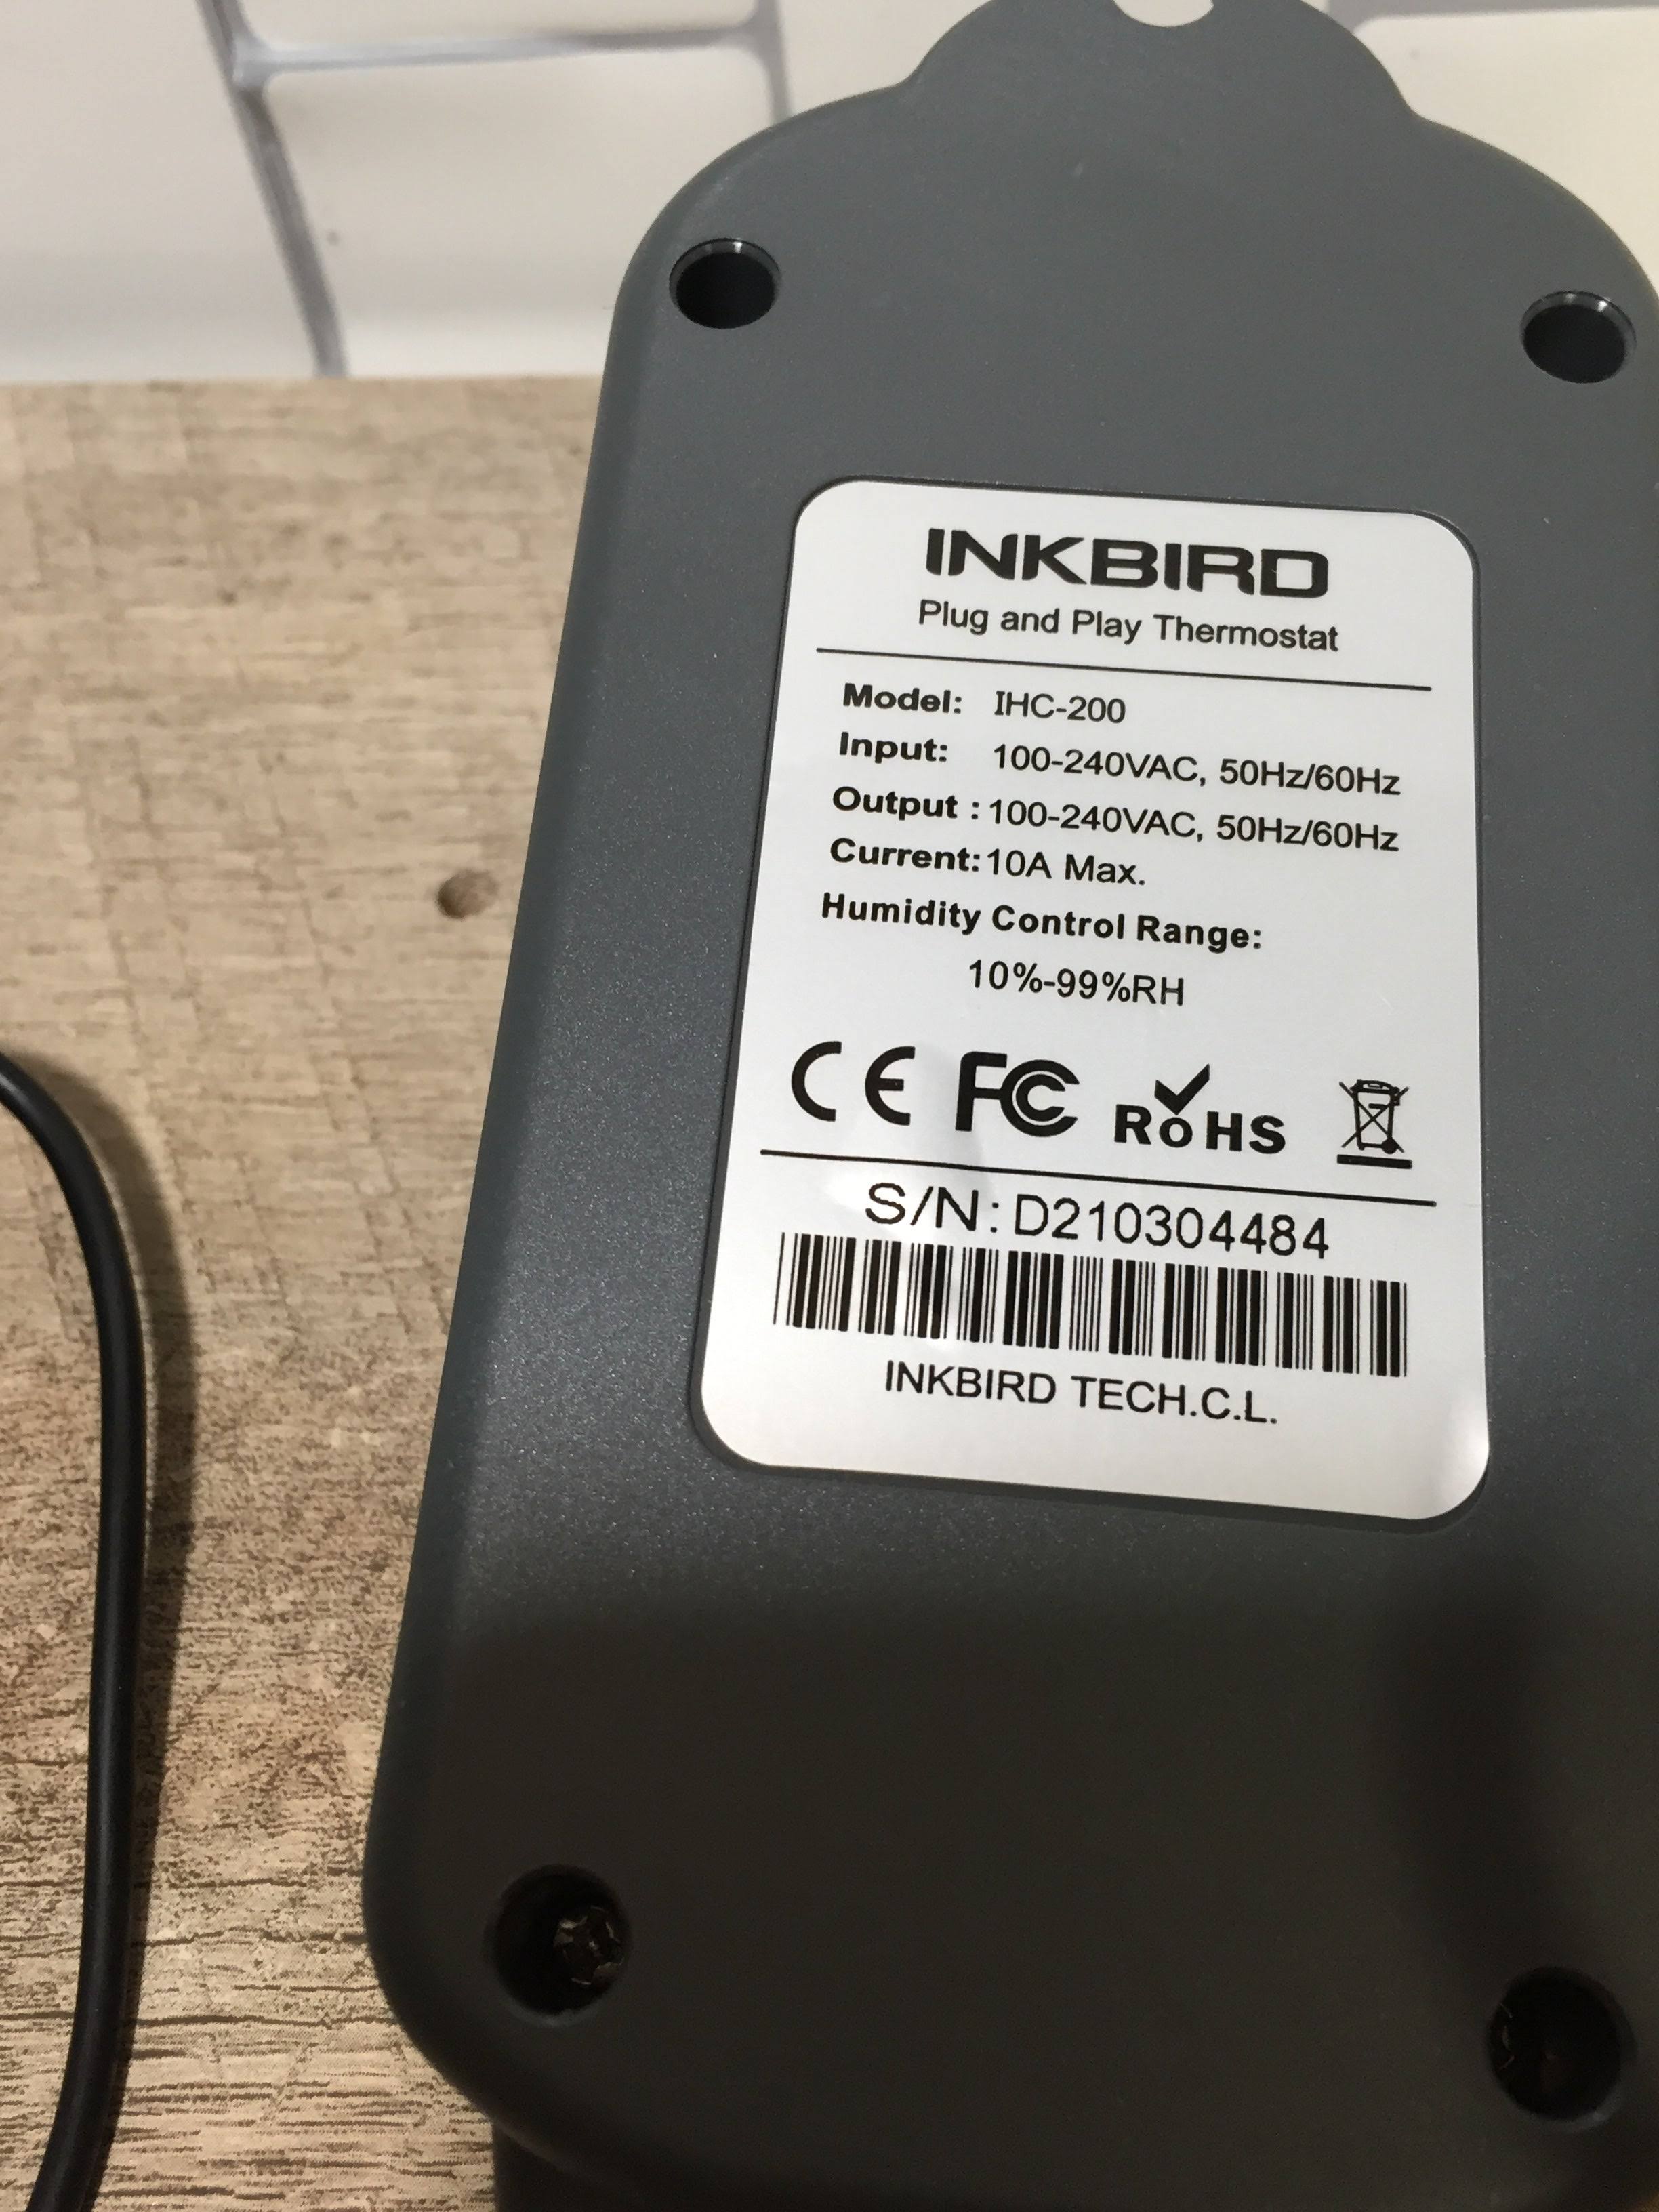 INKBIRD
Plug and Play Thermostat
Model: IHC-200
Input: 100-240VAC, 50Hz/60Hz
Output : 100-240VAC, 50Hz/60Hz
Current: 10A Max.
Humidity Control Range:
10%-99%RH
CE FC RoHS
S/N: D210304484
INKBIRD TECH.C.L.